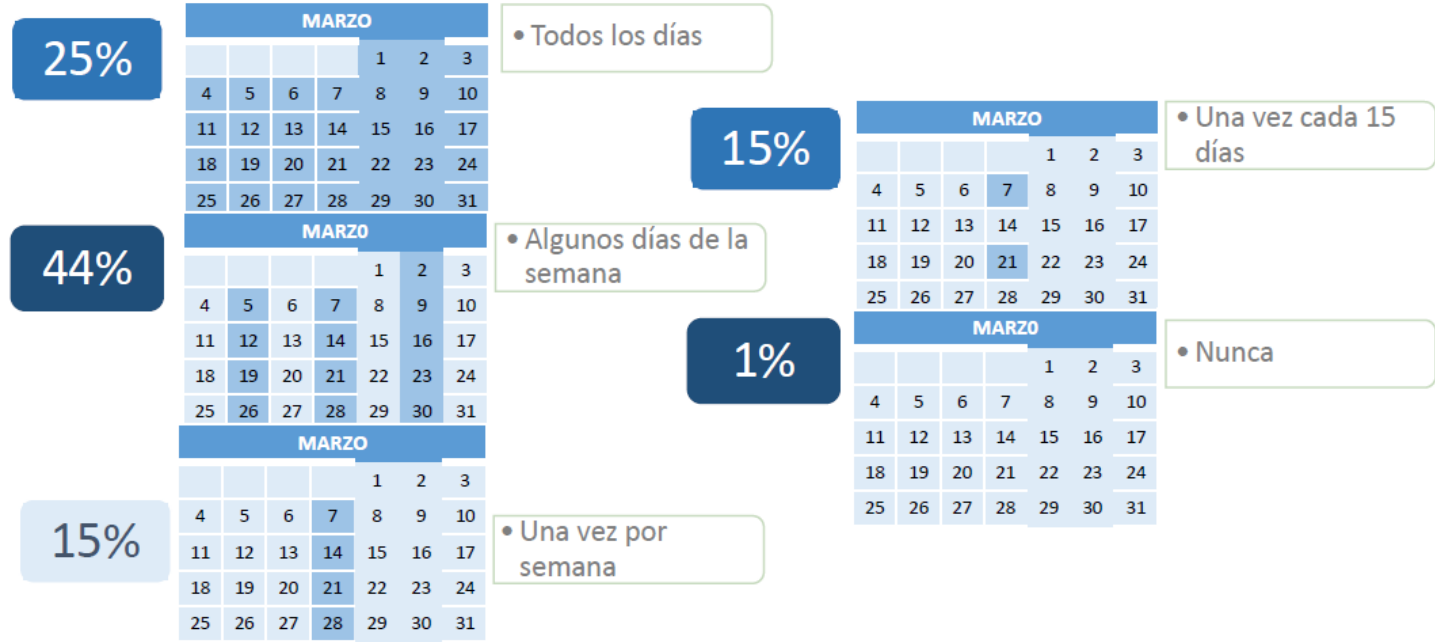 25%
MARZO
1 2 3
4 5 6 7 8 9 10
11 12 13 14 15 16 17
18 19 20 21 22 23 24
25 26 27 28 29 30 31
• Todos los días
44%
MARZO
1 2 3
4 5 6 7 8 9 10
11 12 13 14 15 16 17
18 19 20 21 22 23 24
25 26 27 28 29 30 31
• Algunos días de la
semana
15%
MARZO
1 2 3
4 5 6 7 8 9 10
11 12 13 14 15 16 17
18 19 20 21 22 23 24
25 26 27 28 29 30 31
• Una vez por
semana
15%
MARZO
1 2 3
4 5 6 7 8 9 10
11 12 13 14 15 16 17
18 19 20 21 22 23 24
25 26 27 28 29 30 31
• Una vez cada 15
días
1%
MARZO
1 2 3
4 5 6 7 8 9 10
11 12 13 14 15 16 17
18 19 20 21 22 23 24
25 26 27 28 29 30 31
• Nunca